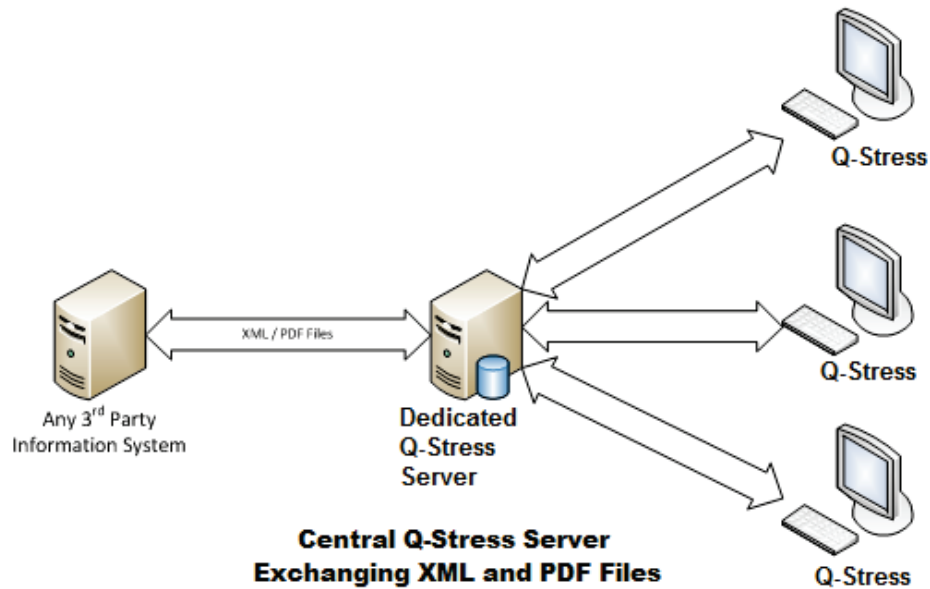 Q-Stress
XML / PDF Files
Q-Stress
Any 3rd Party
Information System
Dedicated
Q-Stress
Server
Central Q-Stress Server
Exchanging XML and PDF Files
Q-Stress